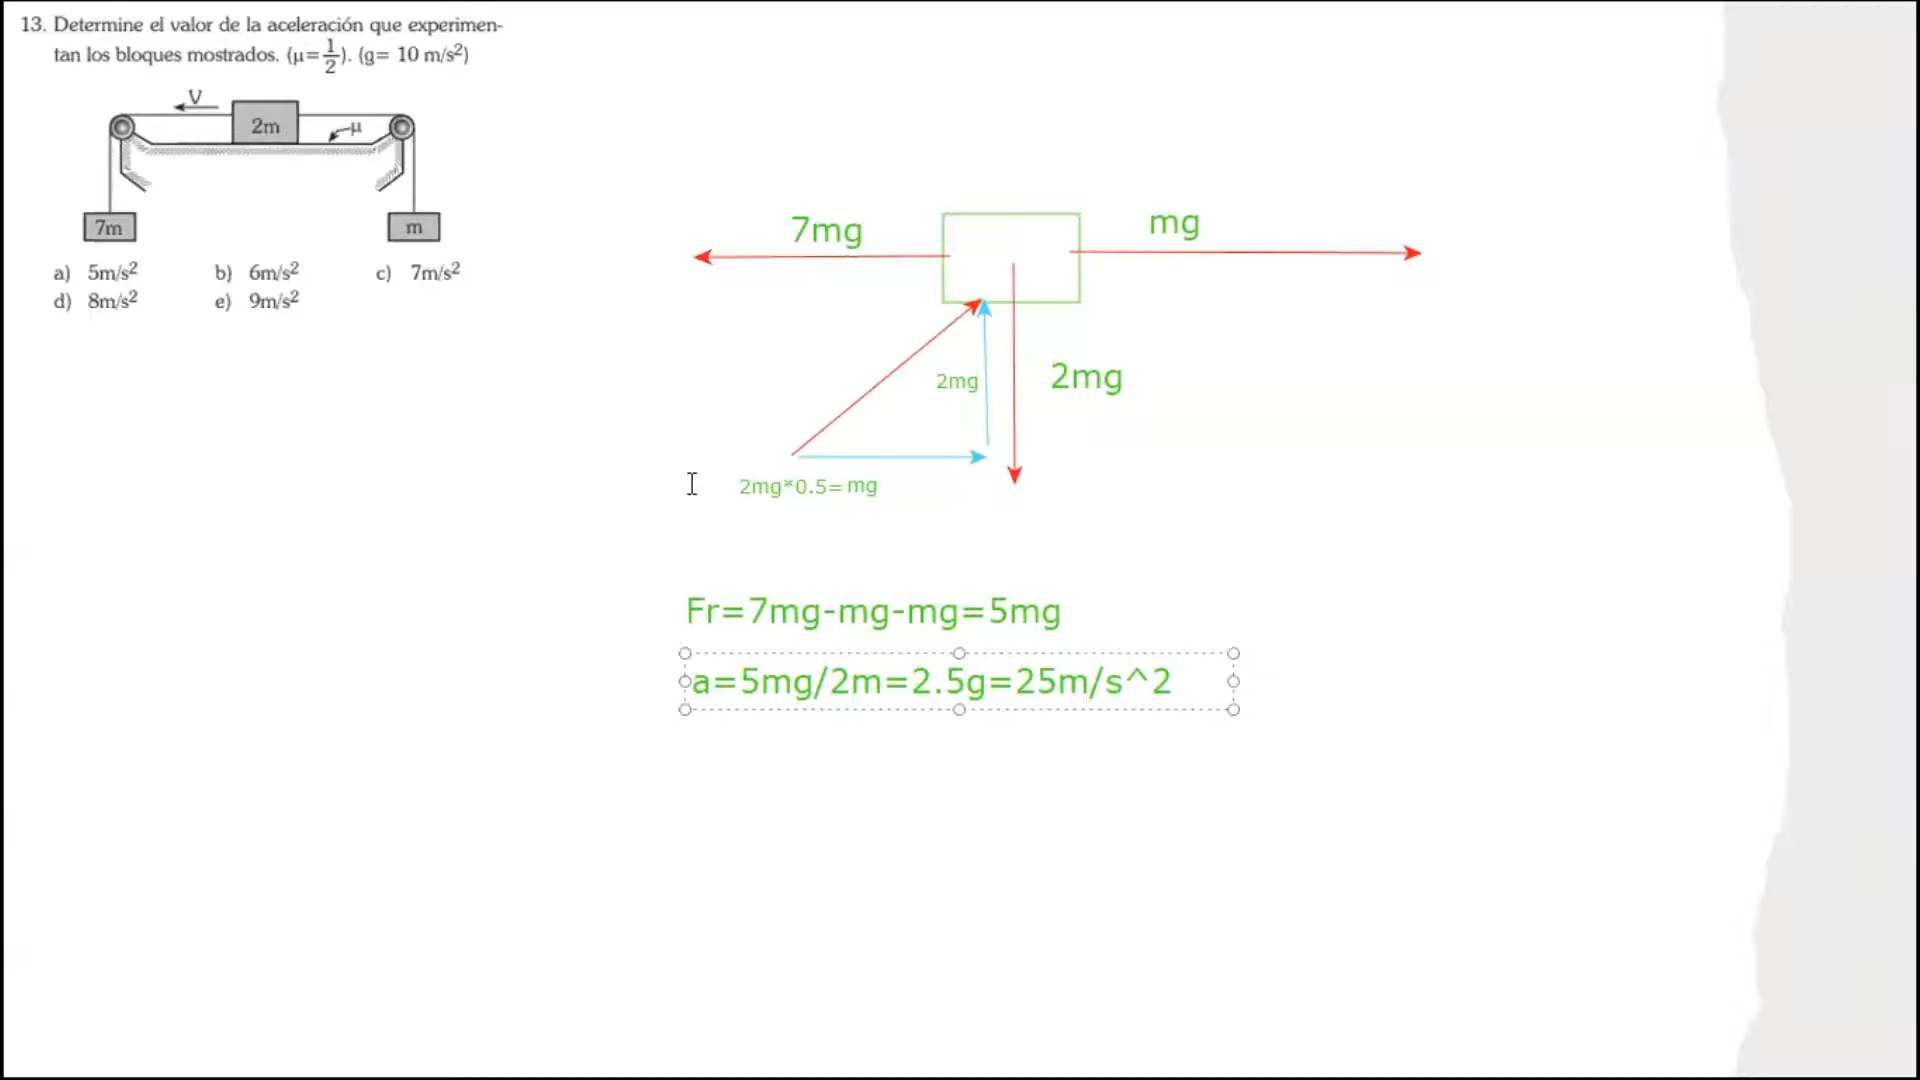 13. Determine el valor de la aceleración que experimen-
tan los bloques mostrados. (μ=1/2). (g= 10 m/s²)
V
2m
μ
7m
m
a) 5m/s² b) 6m/s² c) 7m/s²
d) 8m/s² e) 9m/s²
7mg
mg
2mg
2mg
2mg*0.5= mg
Fr=7mg-mg-mg=5mg
a=5mg/2m=2.5g=25m/s^2